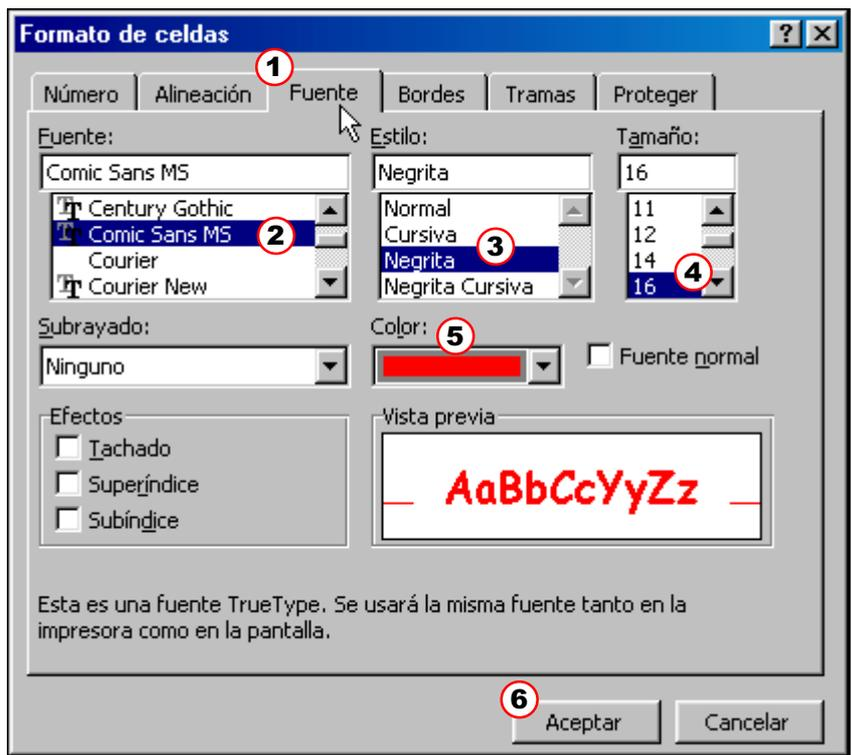 Formato de celdas
1
Número Alineación Fuente Bordes Tramas Proteger
Fuente: Estilo: Tamaño:
Comic Sans MS Negrita 16
Century Gothic Normal 11
Comic Sans MS 2 Cursiva 3 12
Courier Negrita 14 4
Courier New Negrita Cursiva 16
Subrayado: Color: 5
Ninguno Fuente normal
Efectos Vista previa
Tachado
Superíndice AaBbCcYyZz
Subíndice
Esta es una fuente TrueType. Se usará la misma fuente tanto en la
impresora como en la pantalla.
6
Aceptar Cancelar